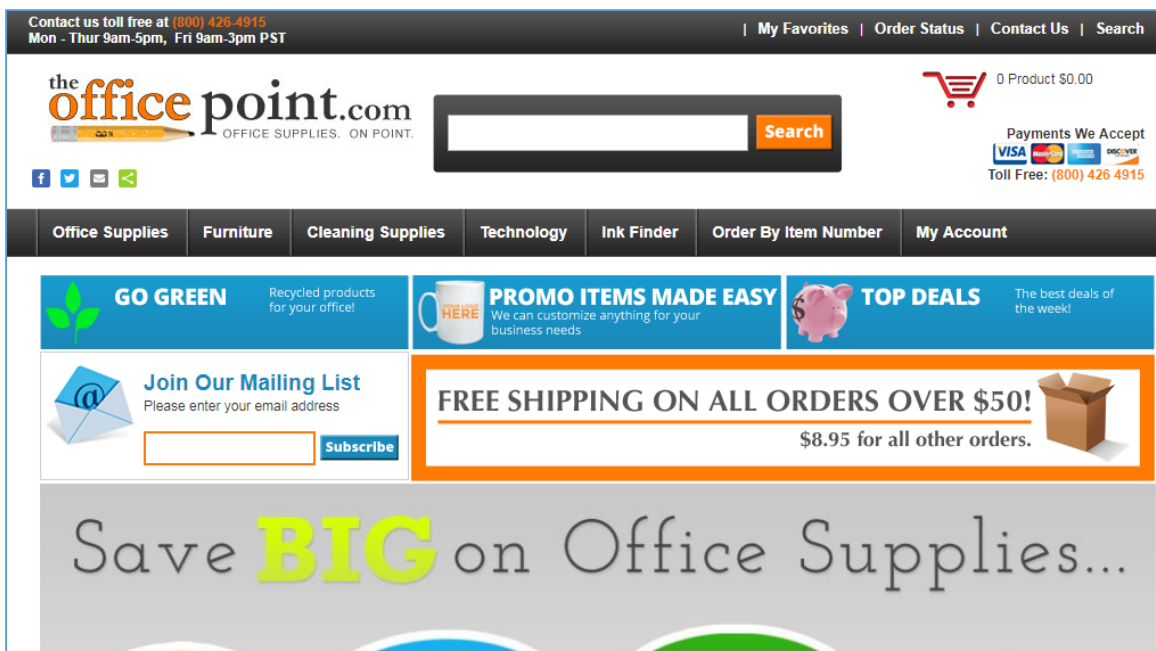 Contact us toll free at (800) 426-4915
Mon - Thur 9am-5pm, Fri 9am-3pm PST
| My Favorites | Order Status | Contact Us | Search
the office point.com
OFFICE SUPPLIES. ON POINT.
Search
0 Product $0.00
Payments We Accept
VISA MasterCard DISCOVER
Toll Free: (800) 426 4915
f
Office Supplies Furniture Cleaning Supplies Technology Ink Finder Order By Item Number My Account
GO GREEN
Recycled products
for your office!
YOUR LOGO
HERE
PROMO ITEMS MADE EASY
We can customize anything for your
business needs
$
TOP DEALS
The best deals of
the week!
@
Join Our Mailing List
Please enter your email address
Subscribe
FREE SHIPPING ON ALL ORDERS OVER $50!
$8.95 for all other orders.
Save BIG on Office Supplies...